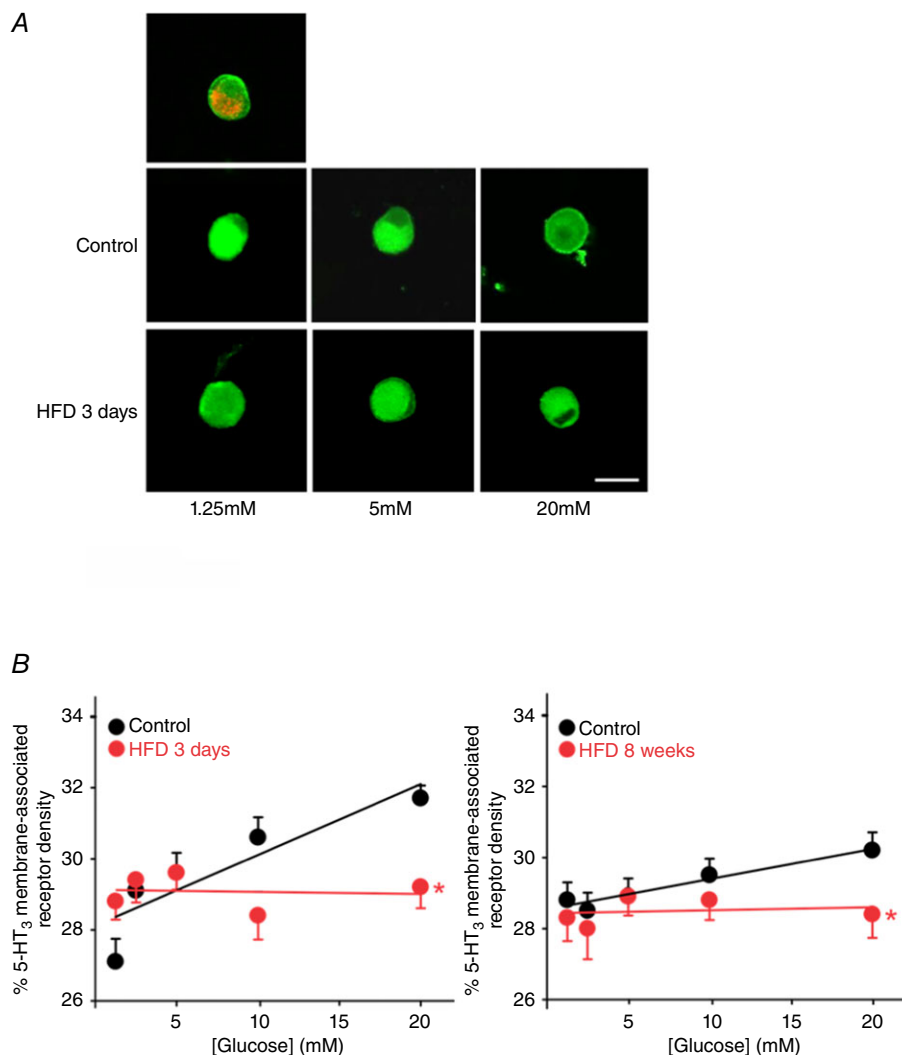 A
Control
HFD 3 days
1.25mM 5mM 20mM
B
% 5-HT₃ membrane-associated
receptor density
34
32
30
28
26
Control
HFD 3 days
*
5 10 15 20
[Glucose] (mM)
% 5-HT₃ membrane-associated
receptor density
34
32
30
28
26
Control
HFD 8 weeks
*
5 10 15 20
[Glucose] (mM)